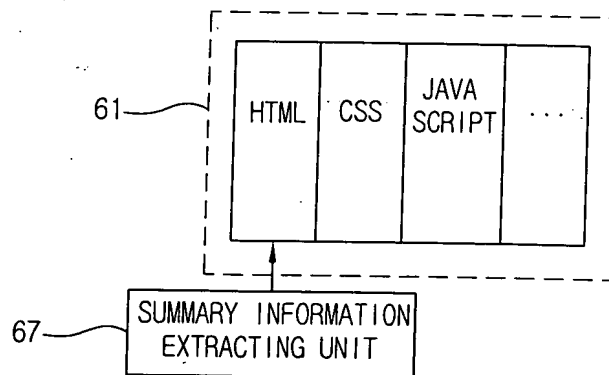 61
HTML
CSS
JAVA
SCRIPT
...
67
SUMMARY INFORMATION
EXTRACTING UNIT